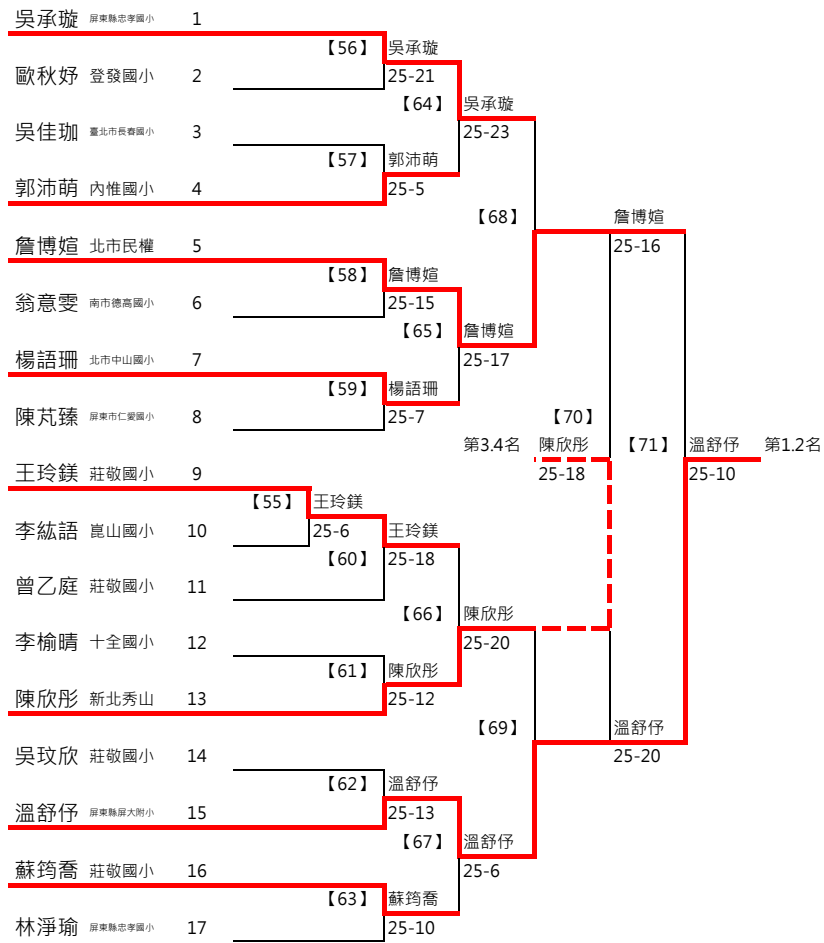 吳承璇 屏東縣忠孝國小 1
【56】 吳承璇
歐秋妤 登發國小 2 25-21
【64】 吳承璇
吳佳珈 臺北市長春國小 3 25-23
【57】 郭沛萌
郭沛萌 內惟國小 4 25-5
【68】 詹博媗
詹博媗 北市民權 5 25-16
【58】 詹博媗
翁意雯 南市德高國小 6 25-15
【65】 詹博媗
楊語珊 北市中山國小 7 25-17
【59】 楊語珊
陳芃臻 屏東市仁愛國小 8 25-7 【70】
第3.4名 陳欣彤 【71】 溫舒伃 第1.2名
王玲鎂 莊敬國小 9 25-18 25-10
【55】 王玲鎂
李紘語 崑山國小 10 25-6 王玲鎂
【60】 25-18
曾乙庭 莊敬國小 11
【66】 陳欣彤
李榆晴 十全國小 12 25-20
【61】 陳欣彤
陳欣彤 新北秀山 13 25-12
【69】 溫舒伃
吳玟欣 莊敬國小 14 25-20
【62】 溫舒伃
溫舒伃 屏東縣屏大附小 15 25-13
【67】 溫舒伃
蘇筠喬 莊敬國小 16 25-6
【63】 蘇筠喬
林淨瑜 屏東縣忠孝國小 17 25-10